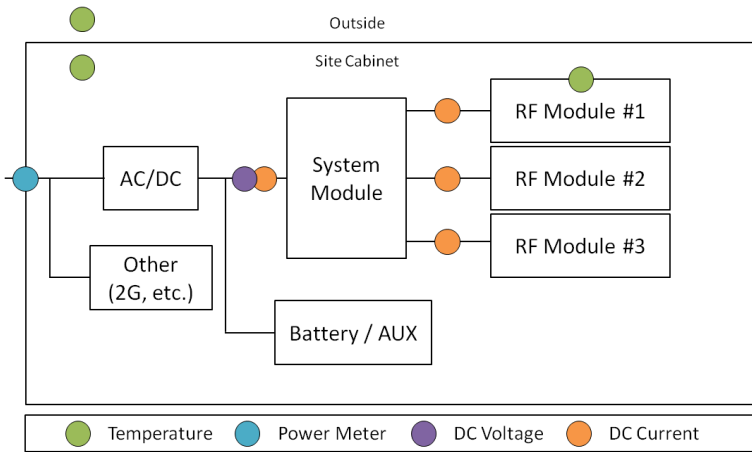 Outside
Site Cabinet
RF Module #1
AC/DC
System
Module
RF Module #2
RF Module #3
Other
(2G, etc.)
Battery / AUX
Temperature
Power Meter
DC Voltage
DC Current